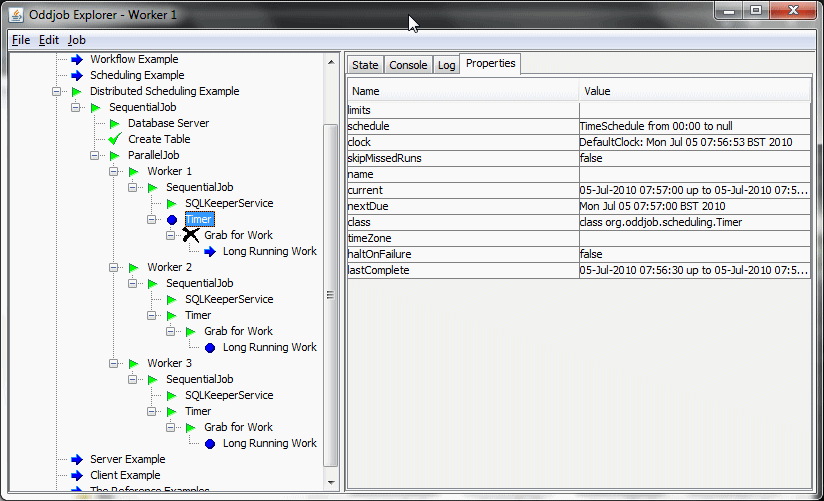 Oddjob Explorer - Worker 1
File Edit Job
Workflow Example
Scheduling Example
Distributed Scheduling Example
SequentialJob
Database Server
Create Table
ParallelJob
Worker 1
SequentialJob
SQLKeeperService
Timer
Grab for Work
Long Running Work
Worker 2
SequentialJob
SQLKeeperService
Timer
Grab for Work
Long Running Work
Worker 3
SequentialJob
SQLKeeperService
Timer
Grab for Work
Long Running Work
Server Example
Client Example
The Reference Examples
State Console Log Properties
Name Value
limits
schedule TimeSchedule from 00:00 to null
clock DefaultClock: Mon Jul 05 07:56:53 BST 2010
skipMissedRuns false
name
current 05-Jul-2010 07:57:00 up to 05-Jul-2010 07:5...
nextDue Mon Jul 05 07:57:00 BST 2010
class class org.oddjob.scheduling.Timer
timeZone
haltOnFailure false
lastComplete 05-Jul-2010 07:56:30 up to 05-Jul-2010 07:5...